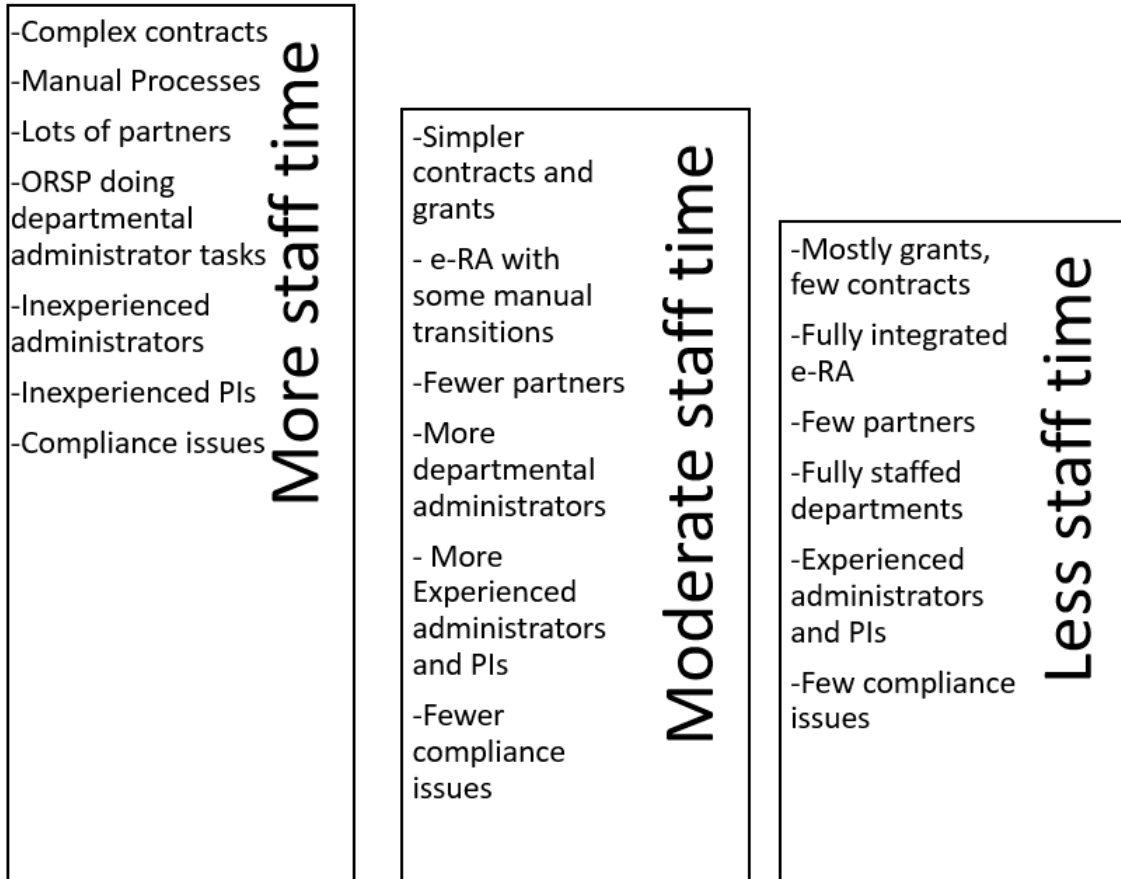 -Complex contracts
-Manual Processes
-Lots of partners
-ORSP doing
departmental
administrator tasks
-Inexperienced
administrators
-Inexperienced PIs
-Compliance issues
More staff time
-Simpler
contracts and
grants
- e-RA with
some manual
transitions
-Fewer partners
-More
departmental
administrators
- More
Experienced
administrators
and PIs
-Fewer
compliance
issues
Moderate staff time
-Mostly grants,
few contracts
-Fully integrated
e-RA
-Few partners
-Fully staffed
departments
-Experienced
administrators
and PIs
-Few compliance
issues
Less staff time